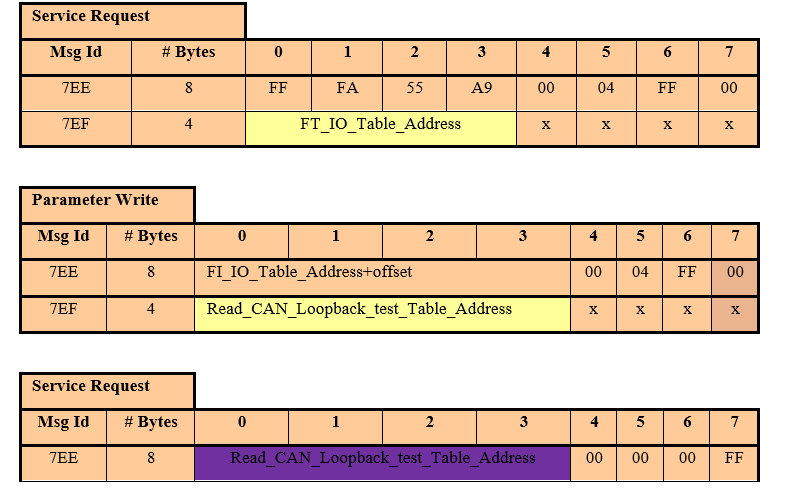 Service Request
Msg Id # Bytes 0 1 2 3 4 5 6 7
7EE 8 FF FA 55 A9 00 04 FF 00
7EF 4 FT_IO_Table_Address x x x x
Parameter Write
Msg Id # Bytes 0 1 2 3 4 5 6 7
7EE 8 FI_IO_Table_Address+offset 00 04 FF 00
7EF 4 Read_CAN_Loopback_test_Table_Address x x x x
Service Request
Msg Id # Bytes 0 1 2 3 4 5 6 7
7EE 8 Read_CAN_Loopback_test_Table_Address 00 00 00 FF